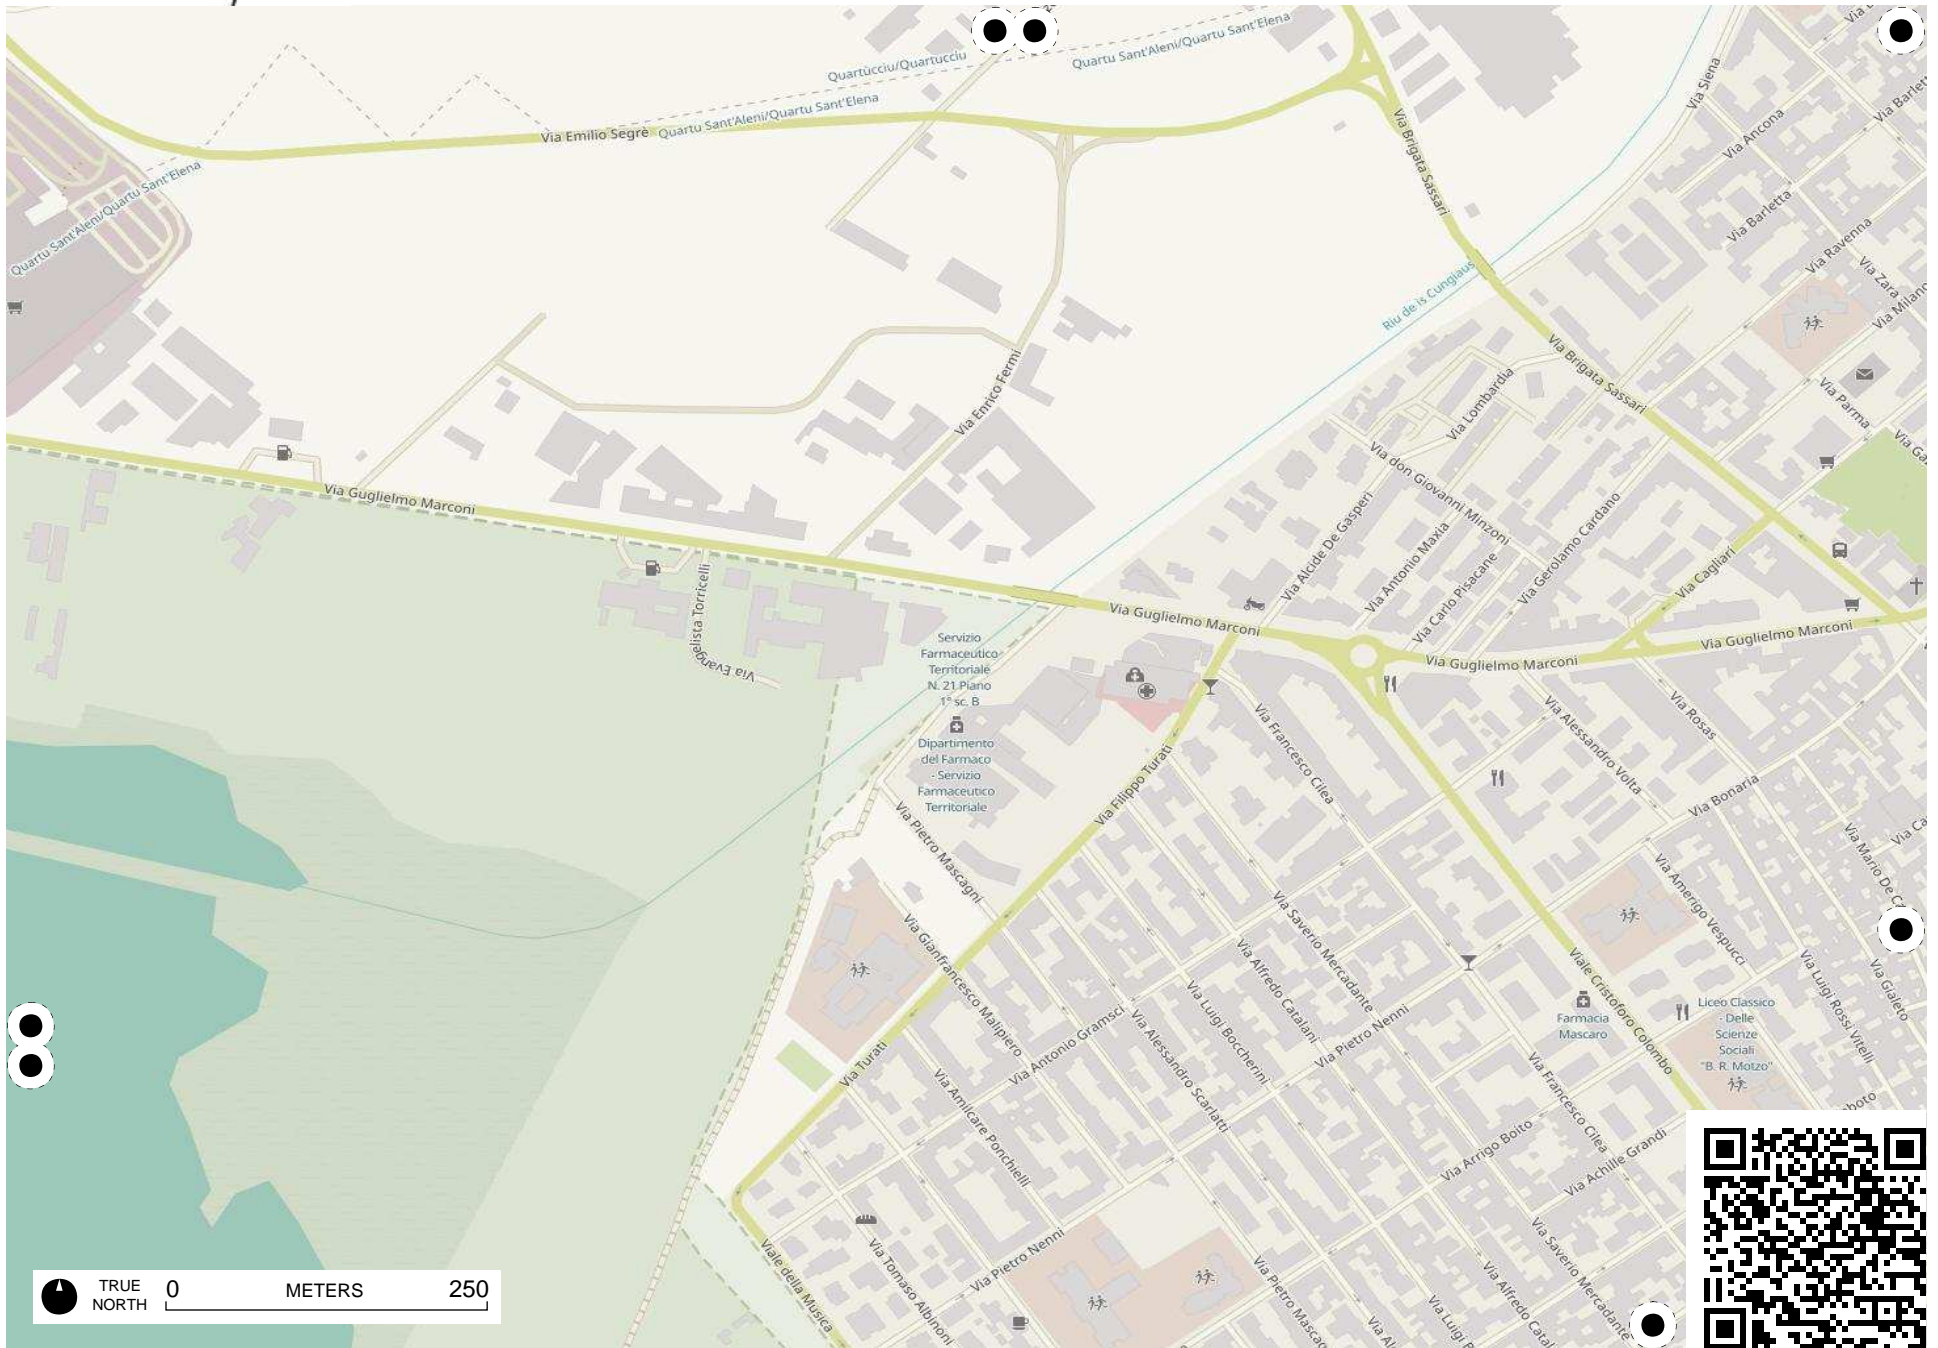 Quartùcciu/Quartucciu
Quartu Sant'Aleni/Quartu Sant'Elena
Quartu Sant'Aleni/Quartu Sant'Elena
Via Emilio Segrè
Quartu Sant'Aleni/Quartu Sant'Elena
Via Brigata Sassari
Via Siena
Via Ancona
Via Barletta
Via Ravenna
Via Zara
Via Milano
Riu de is Cungiaus
Via Brigata Sassari
Via Parma
Via Lombardia
Via Enrico Fermi
Via don Giovanni Minzoni
Via Guglielmo Marconi
Via Alcide De Gasperi
Via Antonio Maxia
Via Carlo Pisacane
Via Gerolamo Cardano
Via Cagliari
Via Evangelista Torricelli
Via Guglielmo Marconi
Via Guglielmo Marconi
Via Guglielmo Marconi
Servizio
Farmaceutico
Territoriale
N. 21 Piano
1° sc. B
Dipartimento
del Farmaco
- Servizio
Farmaceutico
Territoriale
Via Filippo Turati
Via Francesco Cilea
Via Alessandro Volta
Via Rosas
Via Bonaria
Via Pietro Mascagni
Via Amerigo Vespucci
Via Gianfrancesco Malipiero
Via Saverio Mercadante
Via Alfredo Catalani
Via Luigi Boccherini
Via Alessandro Scarlatti
Via Antonio Gramsci
Via Pietro Nenni
Viale Cristoforo Colombo
Via Luigi Rossi Vitelli
Via Gialeto
Farmacia
Mascaro
Liceo Classico
- Delle
Scienze
Sociali
"B. R. Motzo"
Via Turati
Via Amilcare Ponchielli
Via Francesco Cilea
Via Arrigo Boito
Via Achille Grandi
Via Pietro Nenni
Viale della Musica
Via Tomaso Albinoni
Via Saverio Mercadante
TRUE
NORTH
0 METERS 250